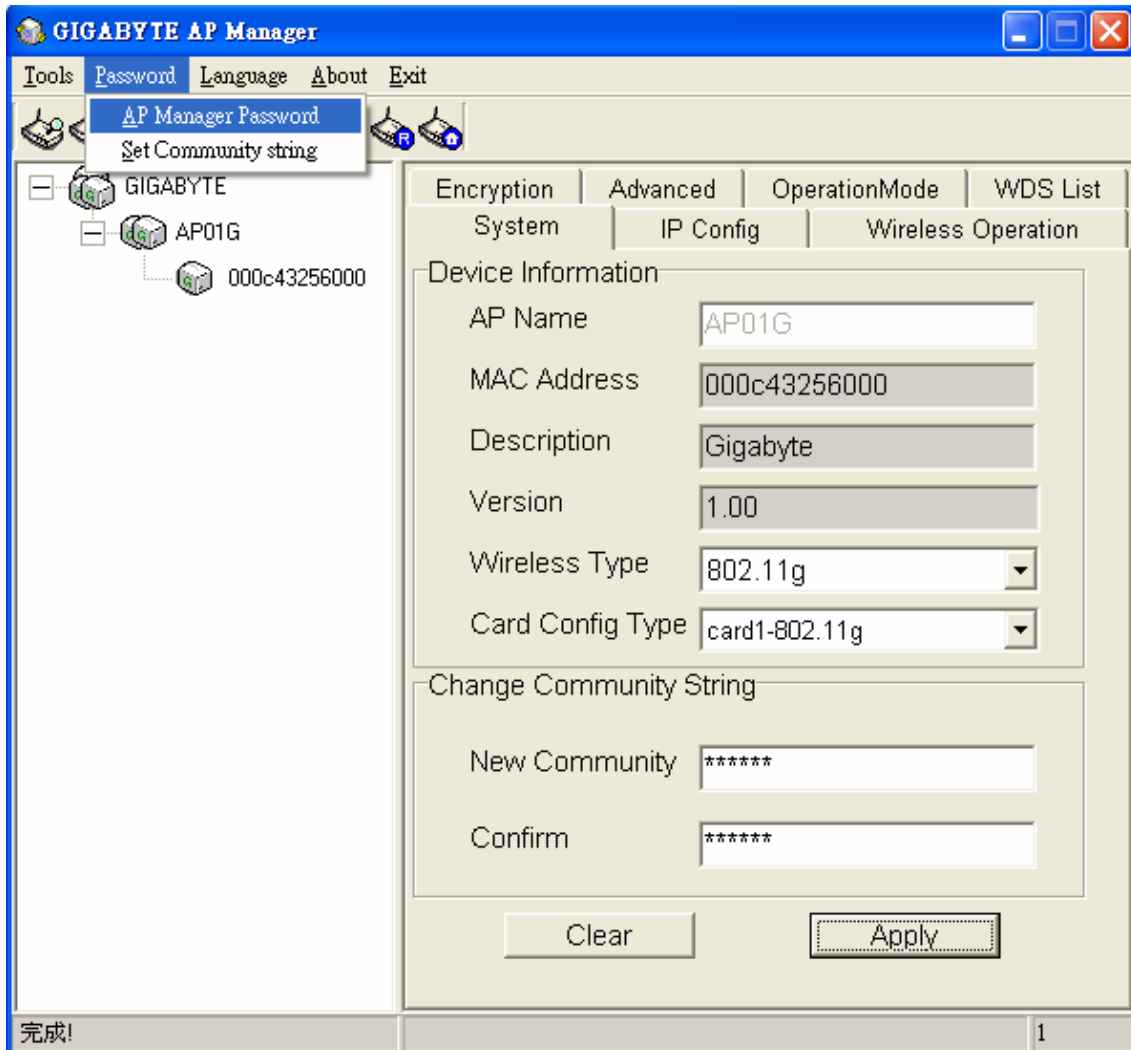 GIGABYTE AP Manager
Tools Password Language About Exit
AP Manager Password
Set Community string
GIGABYTE
AP01G
000c43256000
Encryption Advanced OperationMode WDS List
System IP Config Wireless Operation
Device Information
AP Name AP01G
MAC Address 000c43256000
Description Gigabyte
Version 1.00
Wireless Type 802.11g
Card Config Type card1-802.11g
Change Community String
New Community ******
Confirm ******
Clear Apply
完成! 1